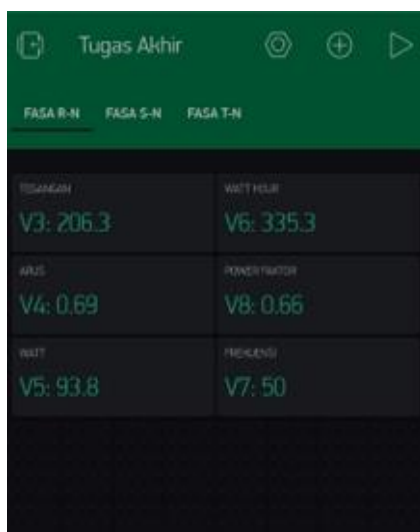 Tugas Akhir
FASA R-N FASA S-N FASA T-N
TEGANGAN WATT HOUR
V3: 206.3 V6: 335.3
ARUS POWER FAKTOR
V4: 0.69 V8: 0.66
WATT FREKUENSI
V5: 93.8 V7: 50